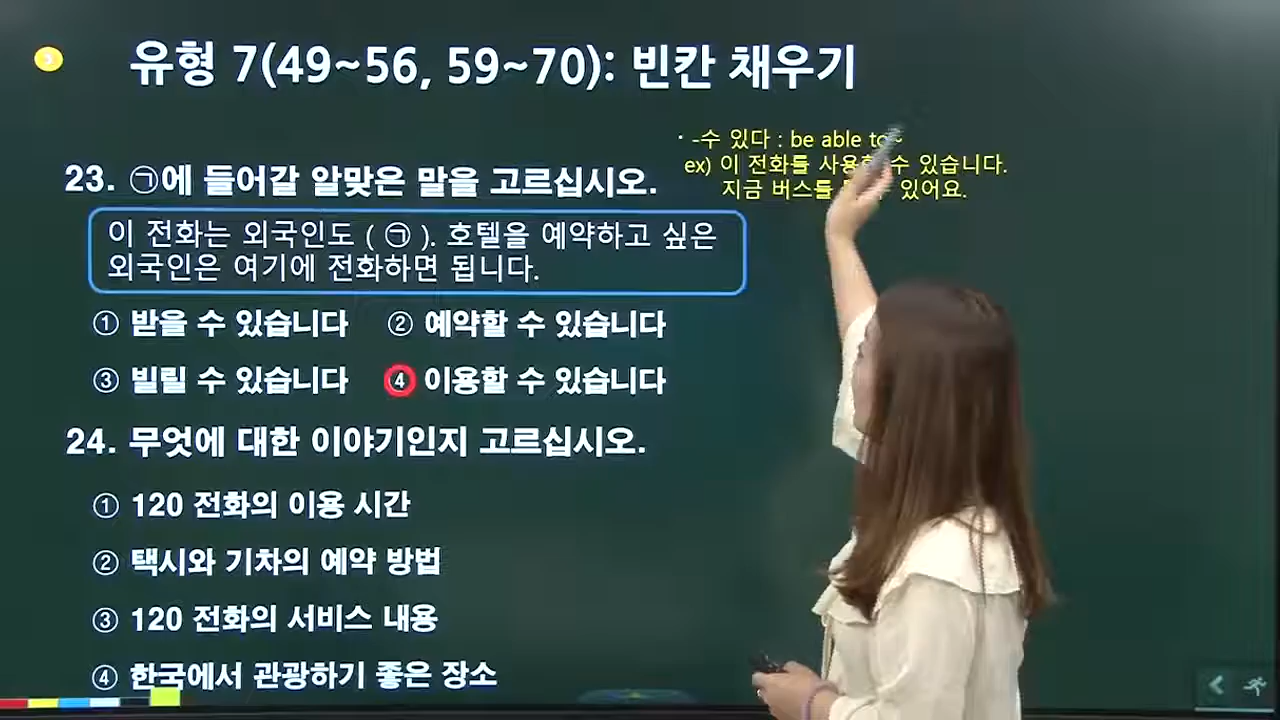 유형 7(49~56, 59~70): 빈칸 채우기
· -수 있다 : be able to~
ex) 이 전화를 사용할 수 있습니다.
지금 버스를 있어요.
23. ㉠에 들어갈 알맞은 말을 고르십시오.
이 전화는 외국인도 ( ㉠ ). 호텔을 예약하고 싶은
외국인은 여기에 전화하면 됩니다.
① 받을 수 있습니다 ② 예약할 수 있습니다
③ 빌릴 수 있습니다 ④ 이용할 수 있습니다
24. 무엇에 대한 이야기인지 고르십시오.
① 120 전화의 이용 시간
② 택시와 기차의 예약 방법
③ 120 전화의 서비스 내용
④ 한국에서 관광하기 좋은 장소